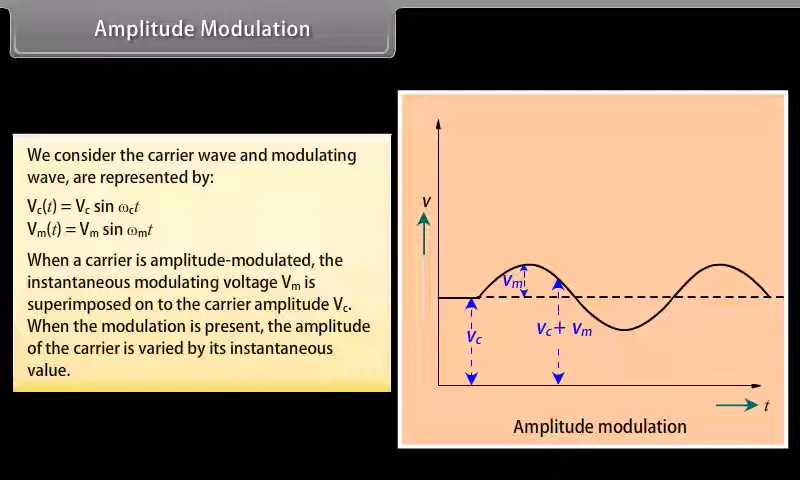 Amplitude Modulation
We consider the carrier wave and modulating
wave, are represented by:
Vc(t) = Vc sin ωct
Vm(t) = Vm sin ωmt
When a carrier is amplitude-modulated, the
instantaneous modulating voltage Vm is
superimposed on to the carrier amplitude Vc.
When the modulation is present, the amplitude
of the carrier is varied by its instantaneous
value.
V
Vm
Vc
Vc + Vm
t
Amplitude modulation